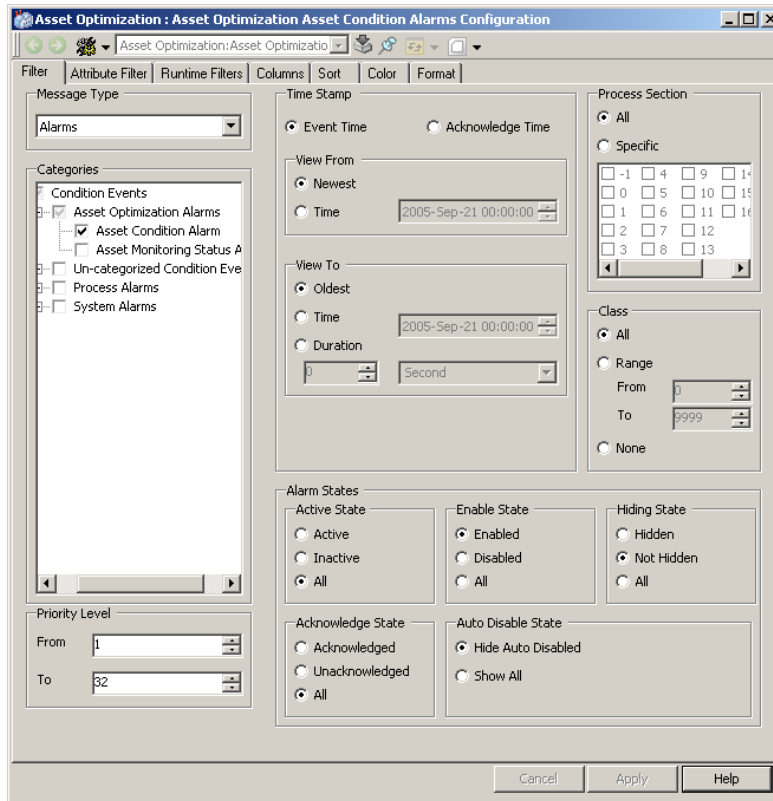 Asset Optimization : Asset Optimization Asset Condition Alarms Configuration
Asset Optimization:Asset Optimizatio
Filter Attribute Filter Runtime Filters Columns Sort Color Format
Message Type
Alarms
Categories
Condition Events
Asset Optimization Alarms
Asset Condition Alarm
Asset Monitoring Status A
Un-categorized Condition Eve
Process Alarms
System Alarms
Priority Level
From 1
To 32
Time Stamp
Event Time Acknowledge Time
View From
Newest
Time 2005-Sep-21 00:00:00
View To
Oldest
Time 2005-Sep-21 00:00:00
Duration
0 Second
Process Section
All
Specific
-1 4 9 14
0 5 10 15
1 6 11 16
2 7 12
3 8 13
Class
All
Range
From 0
To 9999
None
Alarm States
Active State
Active
Inactive
All
Enable State
Enabled
Disabled
All
Hiding State
Hidden
Not Hidden
All
Acknowledge State
Acknowledged
Unacknowledged
All
Auto Disable State
Hide Auto Disabled
Show All
Cancel Apply Help